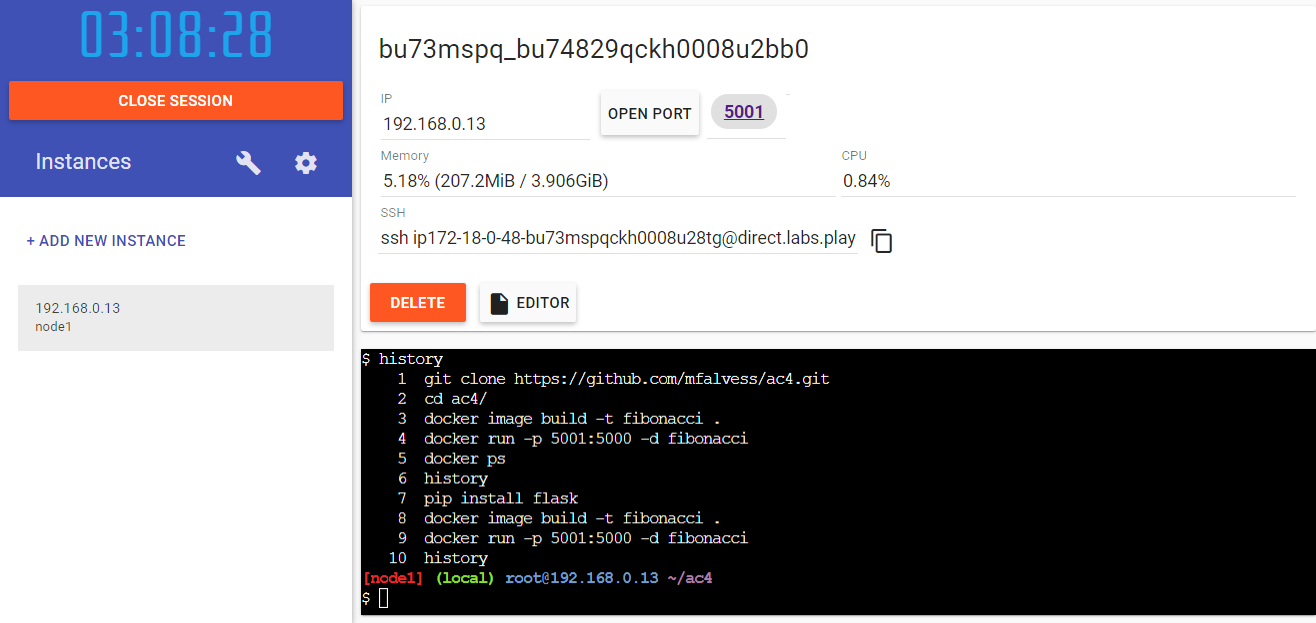 03:08:28
CLOSE SESSION
Instances
+ ADD NEW INSTANCE
192.168.0.13
node1
bu73mspq_bu74829qckh0008u2bb0
IP
192.168.0.13
OPEN PORT
5001
Memory
5.18% (207.2MiB / 3.906GiB)
CPU
0.84%
SSH
ssh ip172-18-0-48-bu73mspqckh0008u28tg@direct.labs.play
DELETE
EDITOR
$ history
1 git clone https://github.com/mfalvess/ac4.git
2 cd ac4/
3 docker image build -t fibonacci .
4 docker run -p 5001:5000 -d fibonacci
5 docker ps
6 history
7 pip install flask
8 docker image build -t fibonacci .
9 docker run -p 5001:5000 -d fibonacci
10 history
[node1] (local) root@192.168.0.13 ~/ac4
$